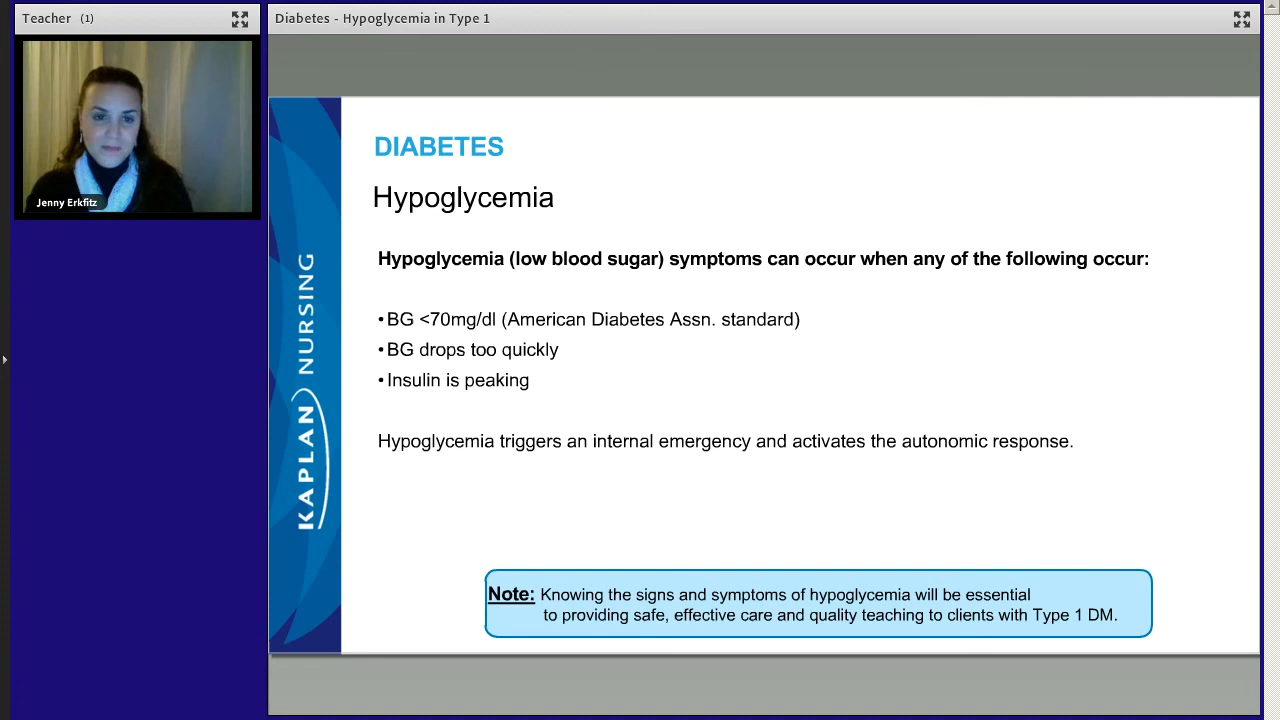 Teacher (1)
Diabetes - Hypoglycemia in Type 1
Jenny Erkfitz
KAPLAN NURSING
DIABETES
Hypoglycemia
Hypoglycemia (low blood sugar) symptoms can occur when any of the following occur:
•BG <70mg/dl (American Diabetes Assn. standard)
•BG drops too quickly
•Insulin is peaking
Hypoglycemia triggers an internal emergency and activates the autonomic response.
Note: Knowing the signs and symptoms of hypoglycemia will be essential
to providing safe, effective care and quality teaching to clients with Type 1 DM.